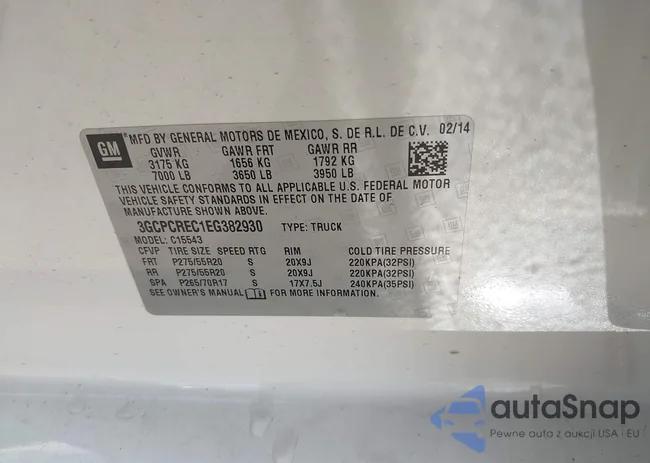 GM
MFD BY GENERAL MOTORS DE MEXICO, S. DE R.L. DE C.V. 02/14
GVWR GAWR FRT GAWR RR
3175 KG 1656 KG 1792 KG
7000 LB 3650 LB 3950 LB
THIS VEHICLE CONFORMS TO ALL APPLICABLE U.S. FEDERAL MOTOR
VEHICLE SAFETY STANDARDS IN EFFECT ON THE DATE OF
MANUFACTURE SHOWN ABOVE.
3GCPCREC1EG382930 TYPE: TRUCK
MODEL: C15543
CFVP TIRE SIZE SPEED RTG RIM COLD TIRE PRESSURE
FRT P275/55R20 S 20X9J 220KPA(32PSI)
RR P275/55R20 S 20X9J 220KPA(32PSI)
SPA P265/70R17 S 17X7.5J 240KPA(35PSI)
SEE OWNER'S MANUAL FOR MORE INFORMATION.
autaSnap
Pewne auta z aukcji USA i EU